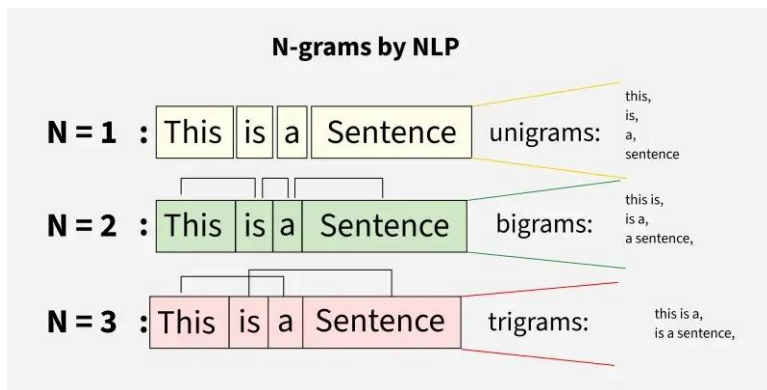 N-grams by NLP
N = 1 : This is a Sentence unigrams:
this,
is,
a,
sentence
N = 2 : This is a Sentence bigrams:
this is,
is a,
a sentence,
N = 3 : This is a Sentence trigrams:
this is a,
is a sentence,